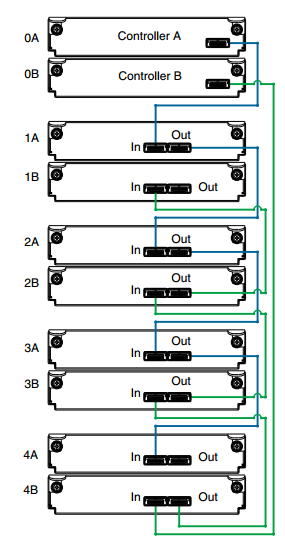 0A Controller A
0B Controller B
1A In Out
1B In Out
2A In Out
2B In Out
3A In Out
3B In Out
4A In Out
4B In Out